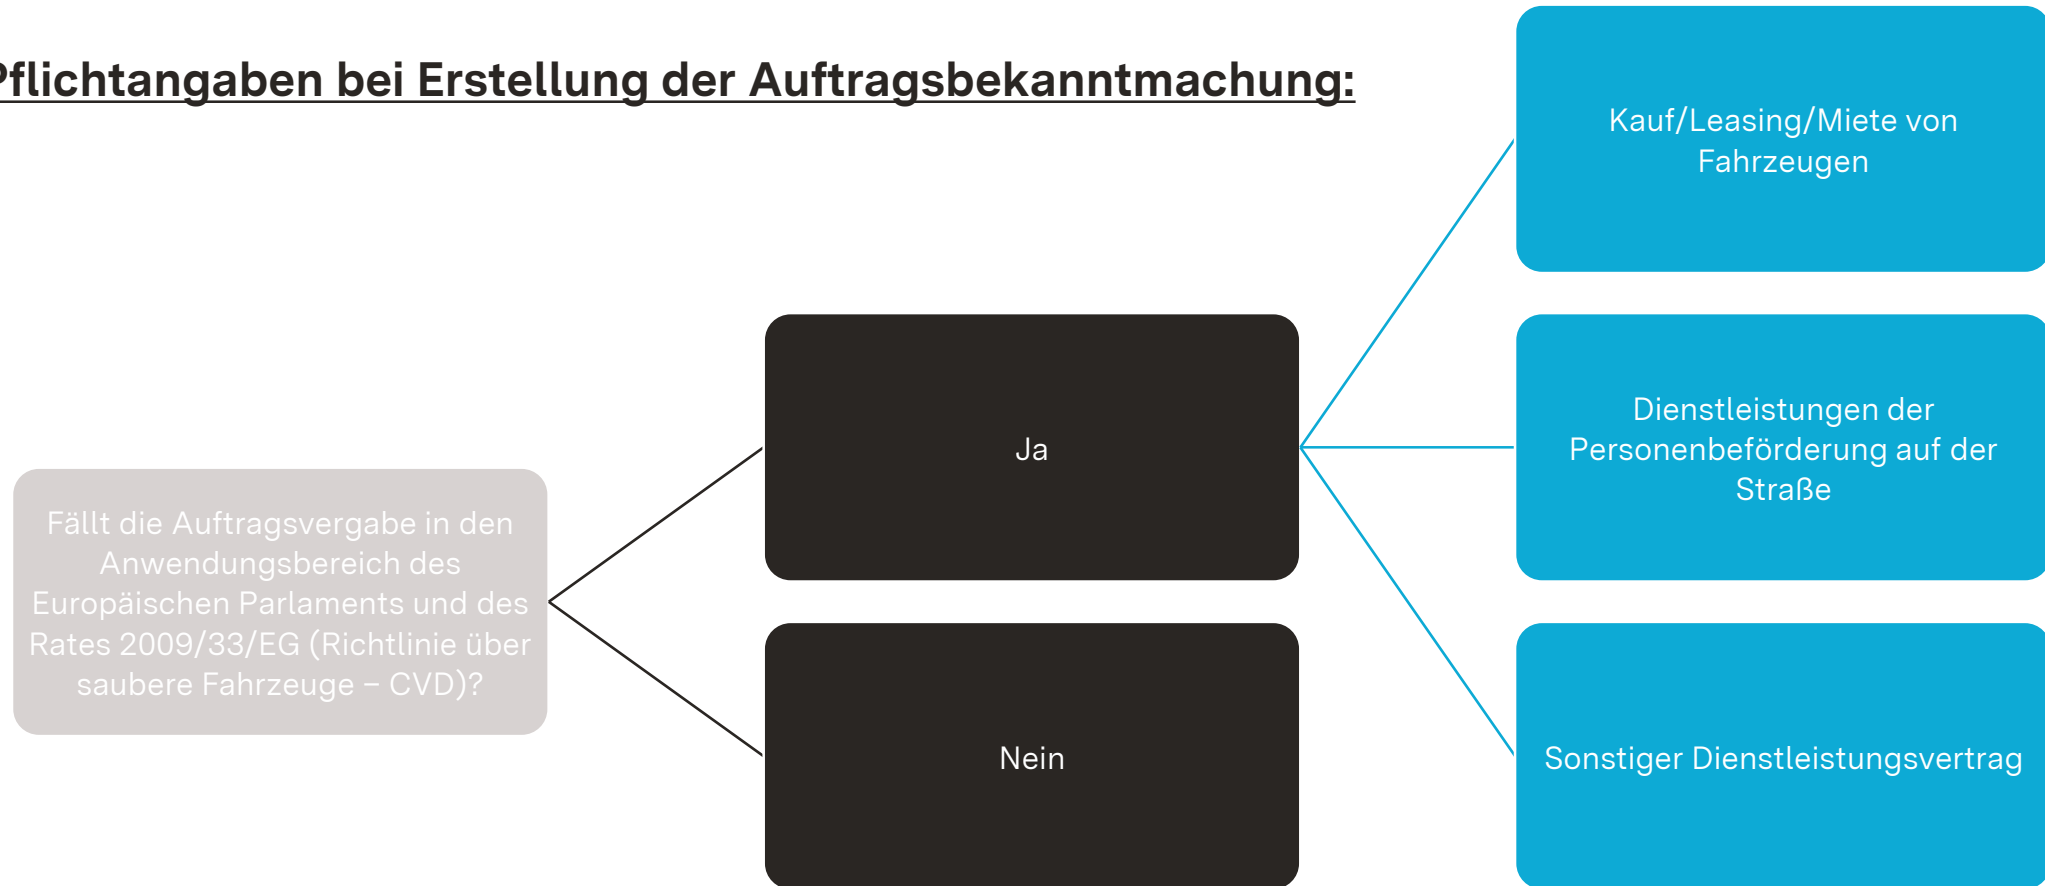 Pflichtangaben bei Erstellung der Auftragsbekanntmachung:
Fällt die Auftragsvergabe in den
Anwendungsbereich des
Europäischen Parlaments und des
Rates 2009/33/EG (Richtlinie über
saubere Fahrzeuge – CVD)?
Ja
Nein
Kauf/Leasing/Miete von
Fahrzeugen
Dienstleistungen der
Personenbeförderung auf der
Straße
Sonstiger Dienstleistungsvertrag